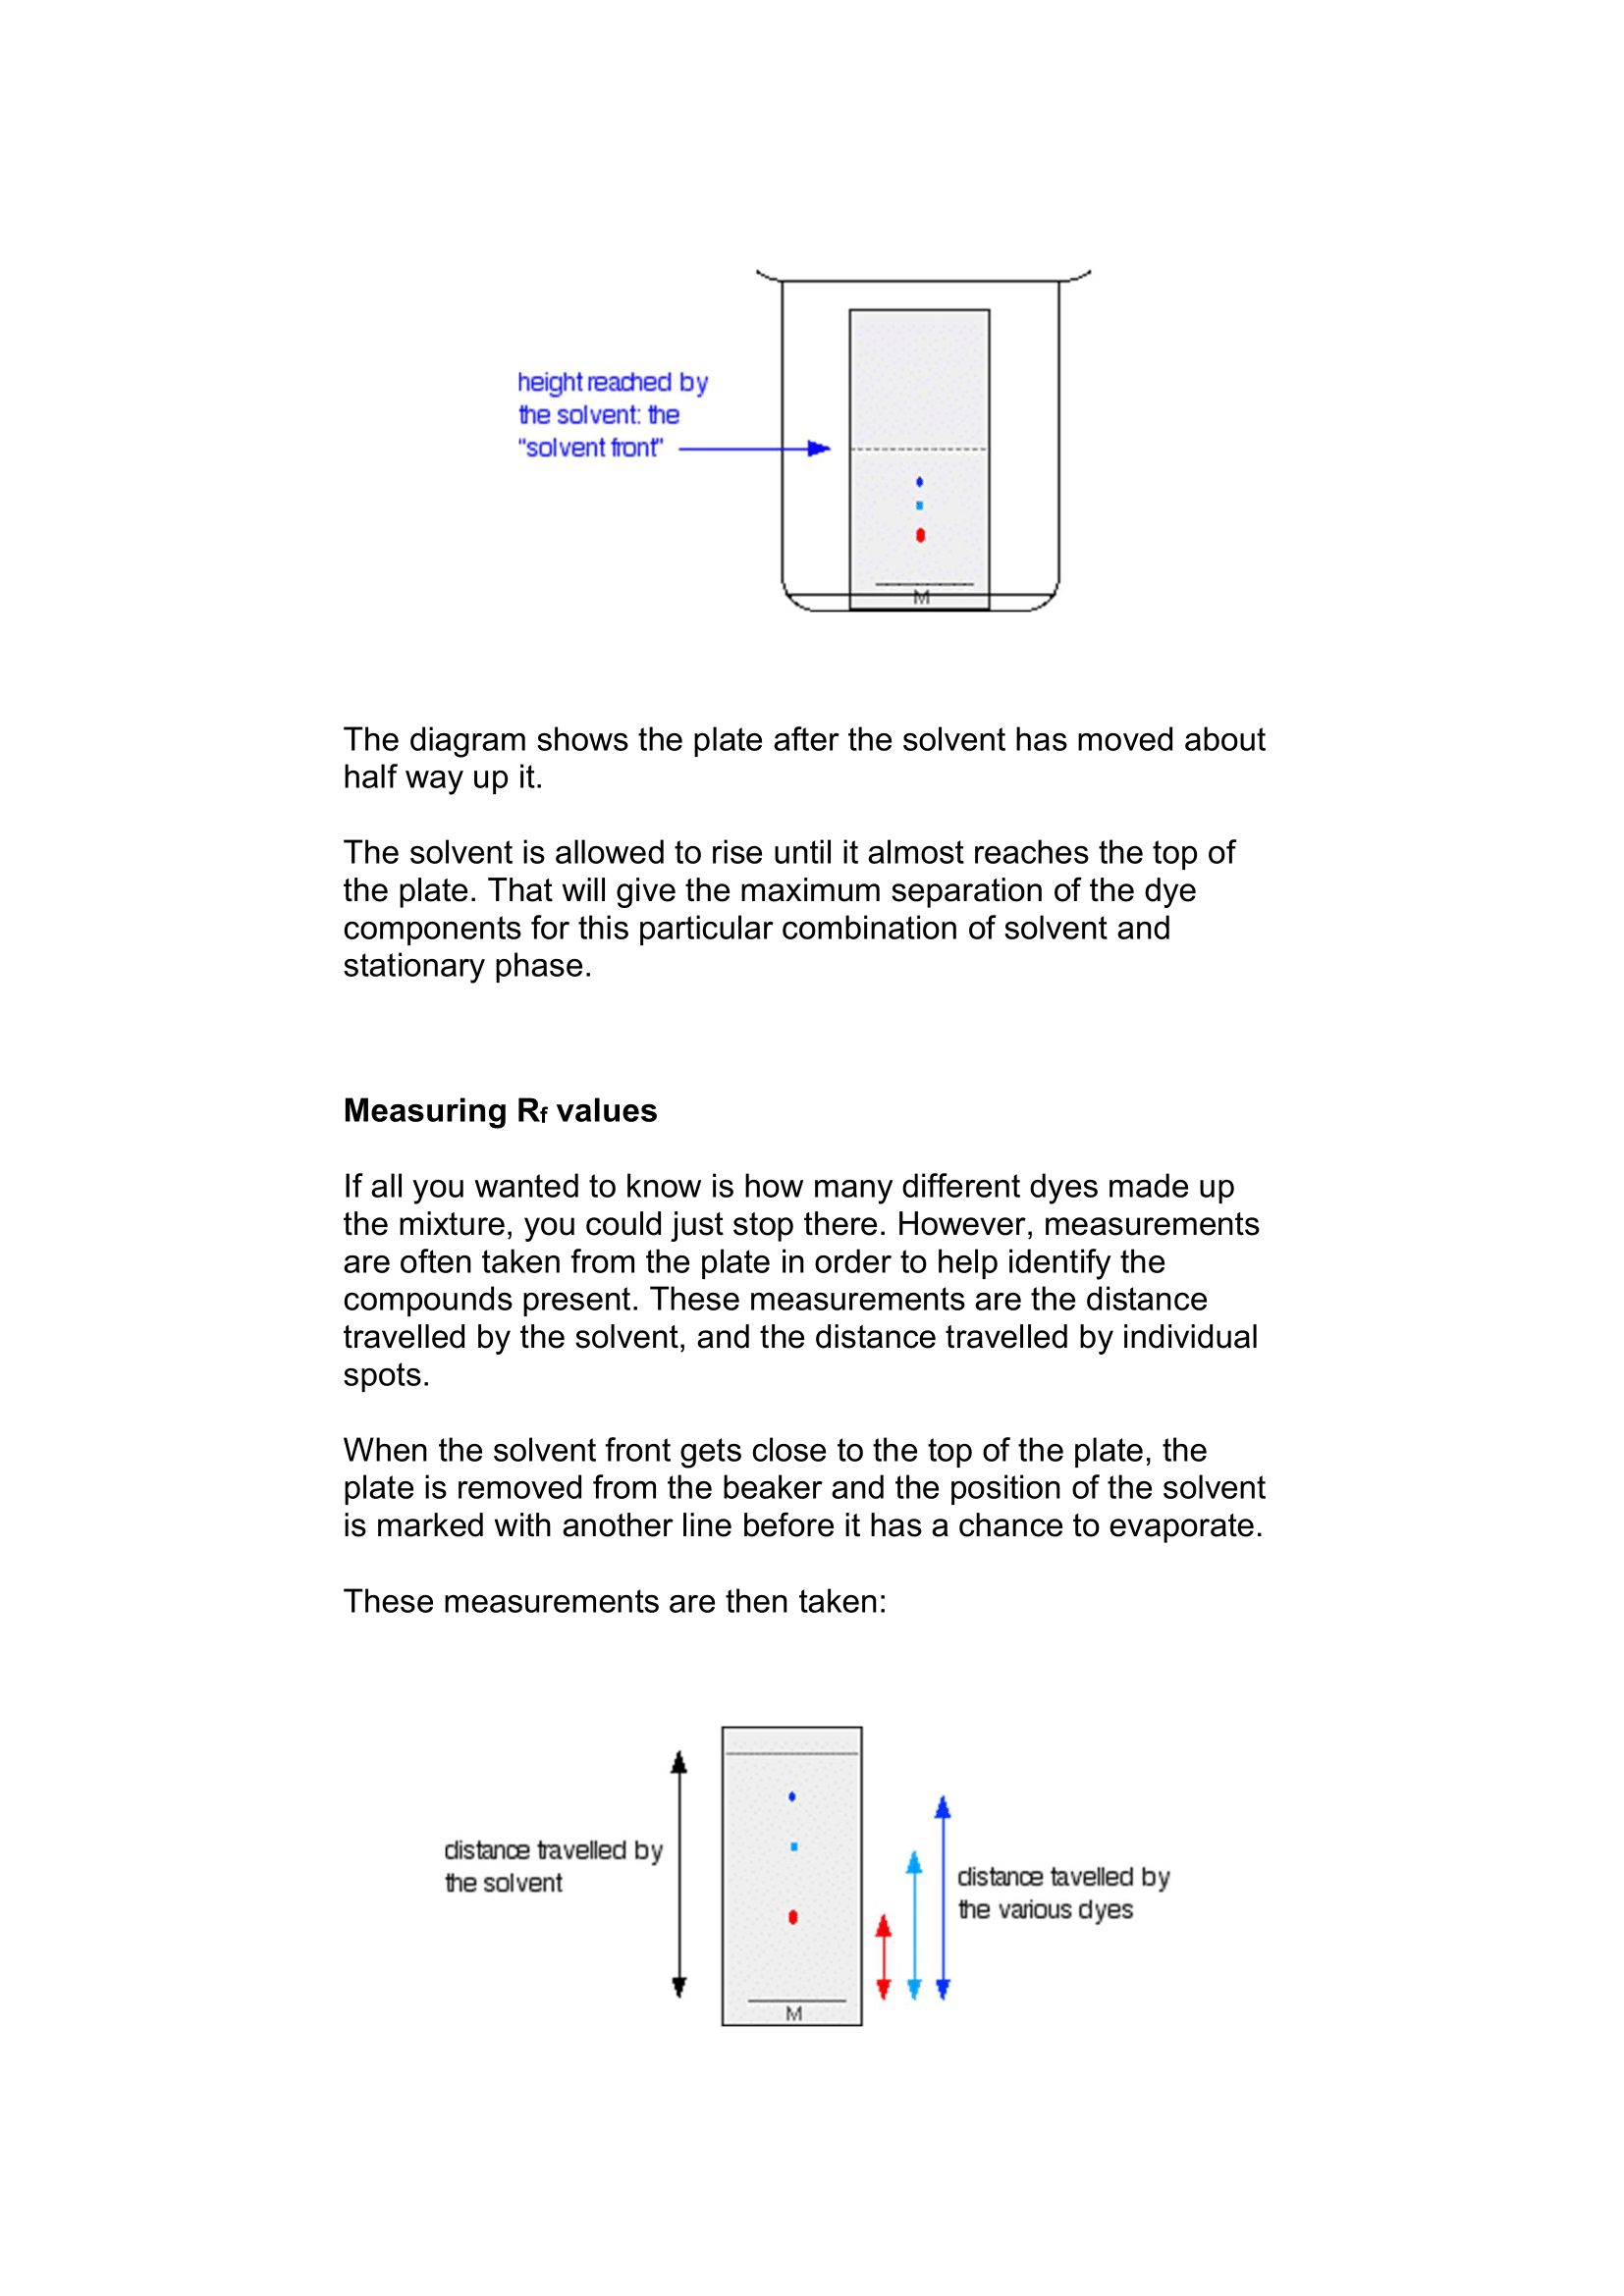 height reached by
the solvent: the
"solvent front"
M
The diagram shows the plate after the solvent has moved about
half way up it.
The solvent is allowed to rise until it almost reaches the top of
the plate. That will give the maximum separation of the dye
components for this particular combination of solvent and
stationary phase.
Measuring Rf values
If all you wanted to know is how many different dyes made up
the mixture, you could just stop there. However, measurements
are often taken from the plate in order to help identify the
compounds present. These measurements are the distance
travelled by the solvent, and the distance travelled by individual
spots.
When the solvent front gets close to the top of the plate, the
plate is removed from the beaker and the position of the solvent
is marked with another line before it has a chance to evaporate.
These measurements are then taken:
distance travelled by
the solvent
distance tavelled by
the various dyes
M